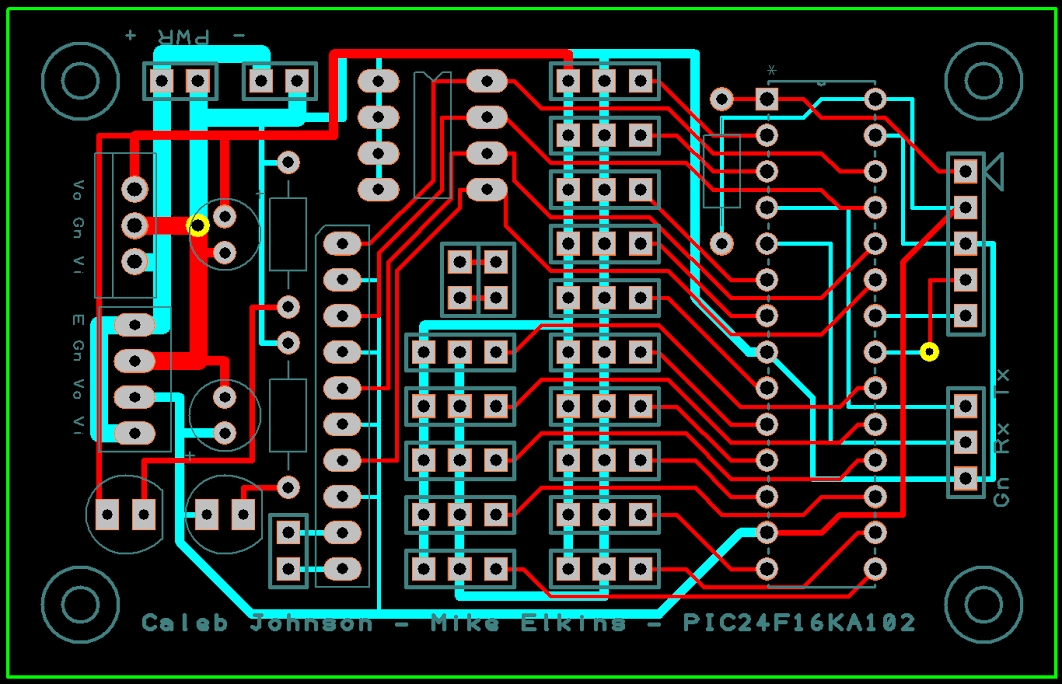 + PWR -
*
Vo Gn Vi
+
E Gn Vo Vi
+
Gn Rx Tx
Caleb Johnson - Mike Elkins - PIC24F16KA102